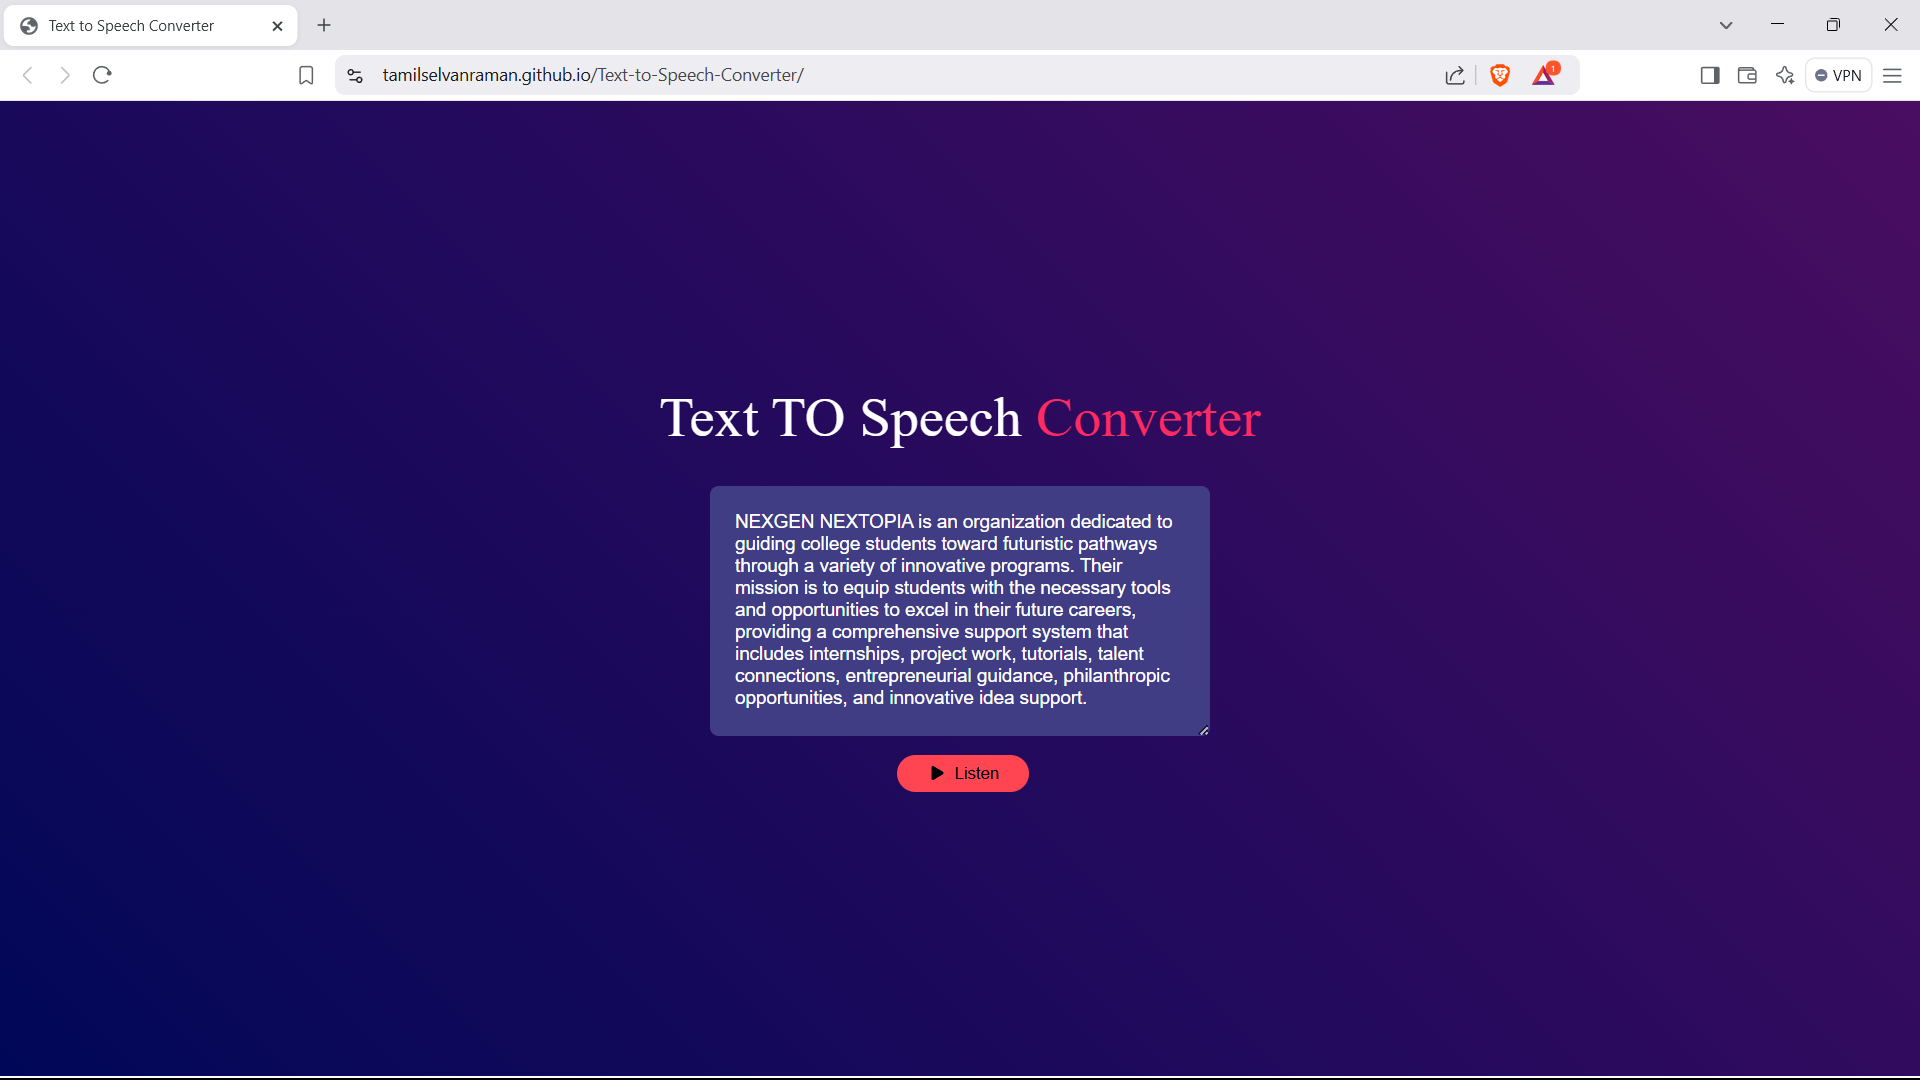 Text to Speech Converter
tamilselvanraman.github.io/Text-to-Speech-Converter/
1
VPN
Text TO Speech Converter
NEXGEN NEXTOPIA is an organization dedicated to
guiding college students toward futuristic pathways
through a variety of innovative programs. Their
mission is to equip students with the necessary tools
and opportunities to excel in their future careers,
providing a comprehensive support system that
includes internships, project work, tutorials, talent
connections, entrepreneurial guidance, philanthropic
opportunities, and innovative idea support.
Listen